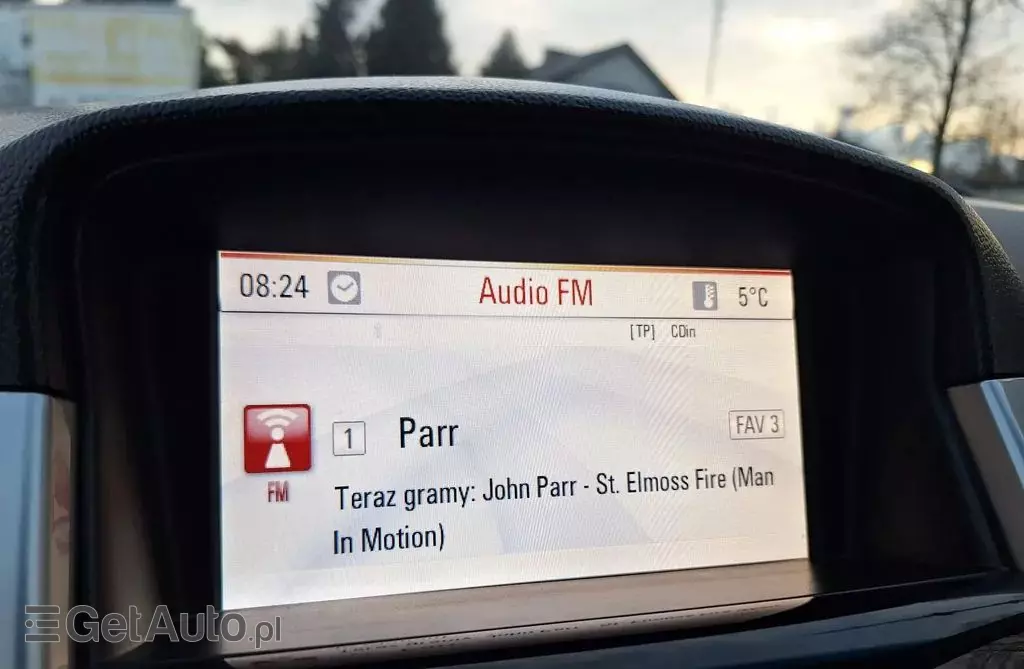 08:24 Audio FM 5°C
[TP] CDin
1 Parr FAV 3
FM
Teraz gramy: John Parr - St. Elmoss Fire (Man
In Motion)
GetAuto.pl